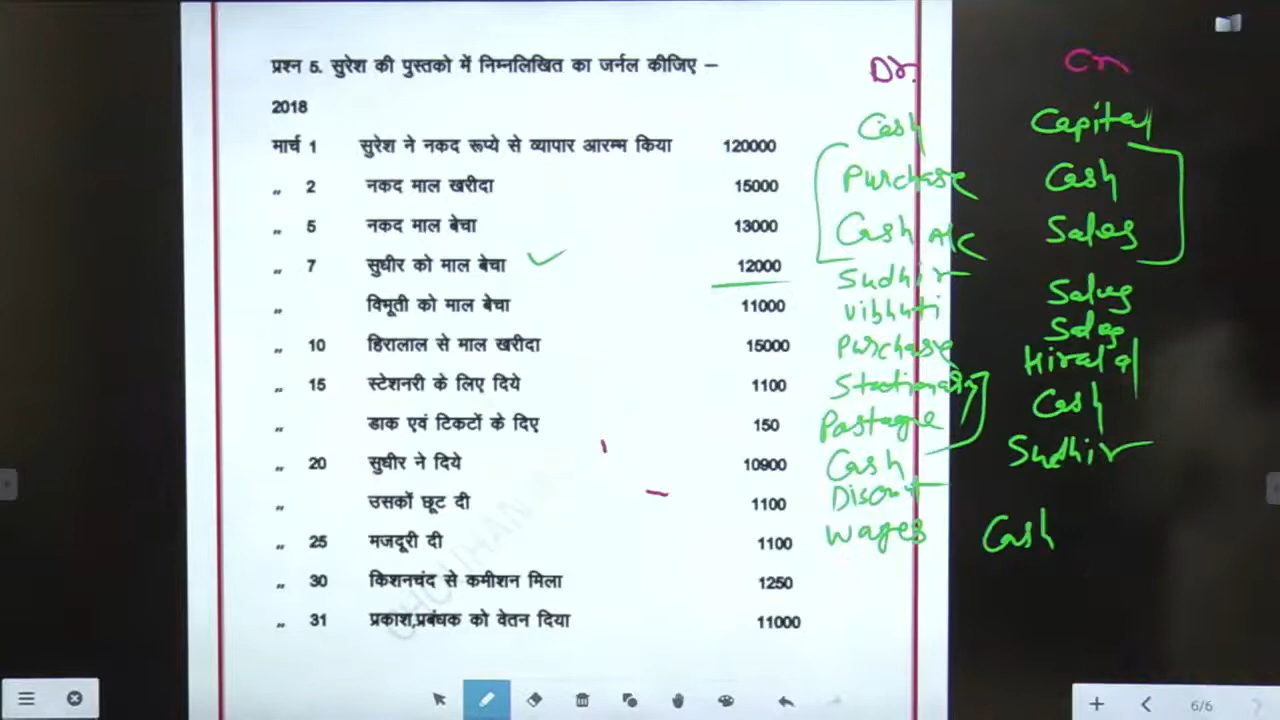 प्रश्न 5. सुरेश की पुस्तको में निम्नलिखित का जर्नल कीजिए – Dr. Cr
2018
मार्च 1 सुरेश ने नकद रूप्ये से व्यापार आरम्भ किया 120000 Cash Capital
„ 2 नकद माल खरीदा 15000 Purchase Cash
„ 5 नकद माल बेचा 13000 Cash A/C Sales
„ 7 सुधीर को माल बेचा 12000 Sudhir Sales
„ विभूती को माल बेचा 11000 Vibhuti Sales
„ 10 हिरालाल से माल खरीदा 15000 Purchase Hiralal
„ 15 स्टेशनरी के लिए दिये 1100 Stationary Cash
„ डाक एवं टिकटों के दिए 150 Postage
„ 20 सुधीर ने दिये 10900 Cash Sudhir
„ उसकों छूट दी 1100
„ 25 मजदूरी दी 1100 Wages Cash
„ 30 किशनचंद से कमीशन मिला 1250
„ 31 प्रकाश,प्रबंधक को वेतन दिया 11000
6/6